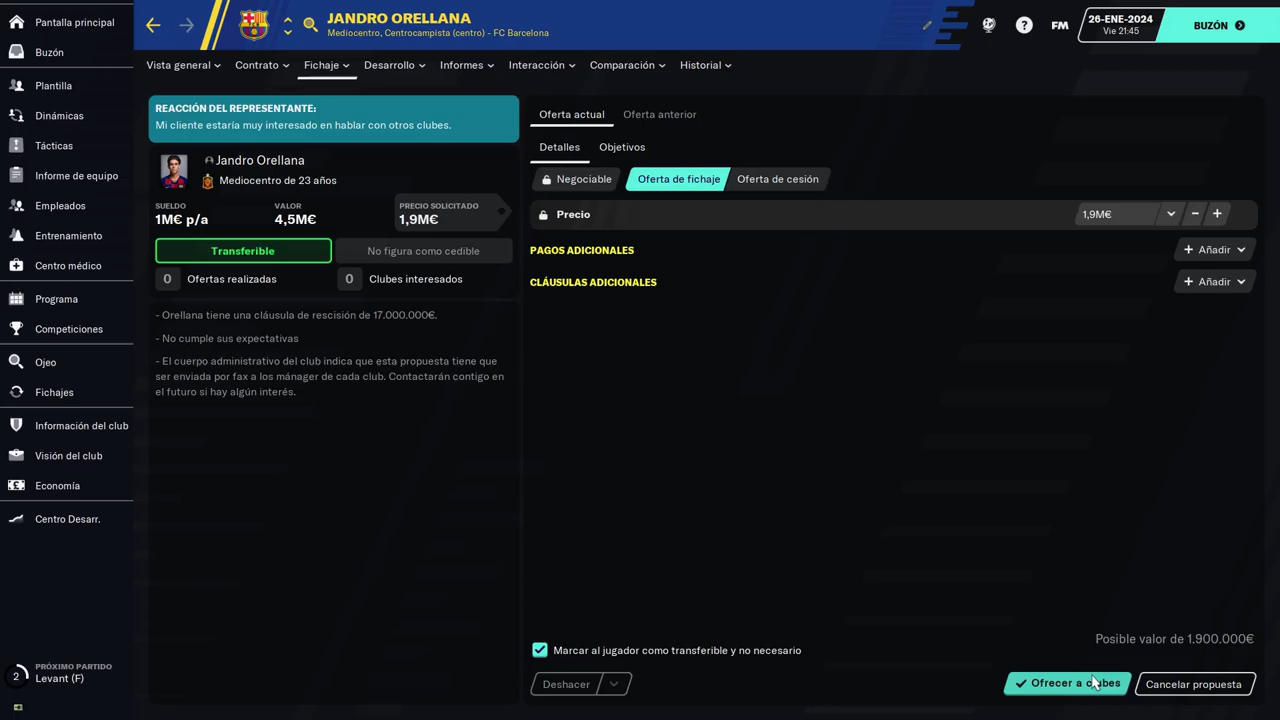 Pantalla principal
Buzón
Plantilla
Dinámicas
Tácticas
Informe de equipo
Empleados
Entrenamiento
Centro médico
Programa
Competiciones
Ojeo
Fichajes
Información del club
Visión del club
Economía
Centro Desarr.
2
PRÓXIMO PARTIDO
Levant (F)
JANDRO ORELLANA
Mediocentro, Centrocampista (centro) - FC Barcelona
FM
26-ENE-2024
Vie 21:45
BUZÓN
Vista general
Contrato
Fichaje
Desarrollo
Informes
Interacción
Comparación
Historial
REACCIÓN DEL REPRESENTANTE:
Mi cliente estaría muy interesado en hablar con otros clubes.
Jandro Orellana
Mediocentro de 23 años
SUELDO
1M€ p/a
VALOR
4,5M€
PRECIO SOLICITADO
1,9M€
Transferible
No figura como cedible
0 Ofertas realizadas
0 Clubes interesados
- Orellana tiene una cláusula de rescisión de 17.000.000€.
- No cumple sus expectativas
- El cuerpo administrativo del club indica que esta propuesta tiene que
ser enviada por fax a los mánager de cada club. Contactarán contigo en
el futuro si hay algún interés.
Oferta actual
Oferta anterior
Detalles
Objetivos
Negociable
Oferta de fichaje
Oferta de cesión
Precio
1,9M€
- +
PAGOS ADICIONALES
+ Añadir
CLÁUSULAS ADICIONALES
+ Añadir
Posible valor de 1.900.000€
Marcar al jugador como transferible y no necesario
Deshacer
Ofrecer a clubes
Cancelar propuesta